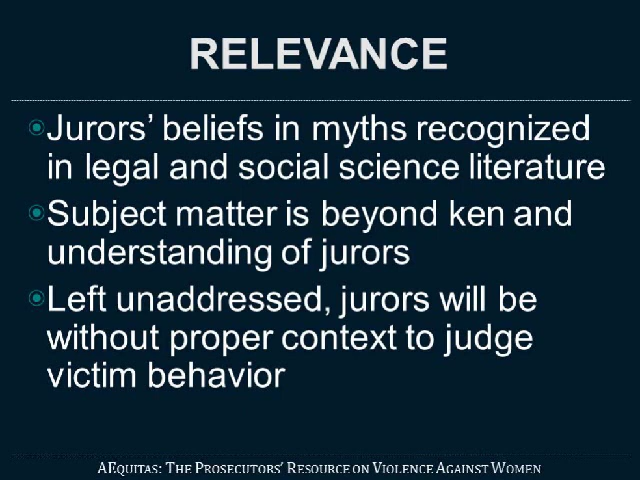 RELEVANCE
Jurors’ beliefs in myths recognized
in legal and social science literature
Subject matter is beyond ken and
understanding of jurors
Left unaddressed, jurors will be
without proper context to judge
victim behavior
AEQUITAS: THE PROSECUTORS’ RESOURCE ON VIOLENCE AGAINST WOMEN